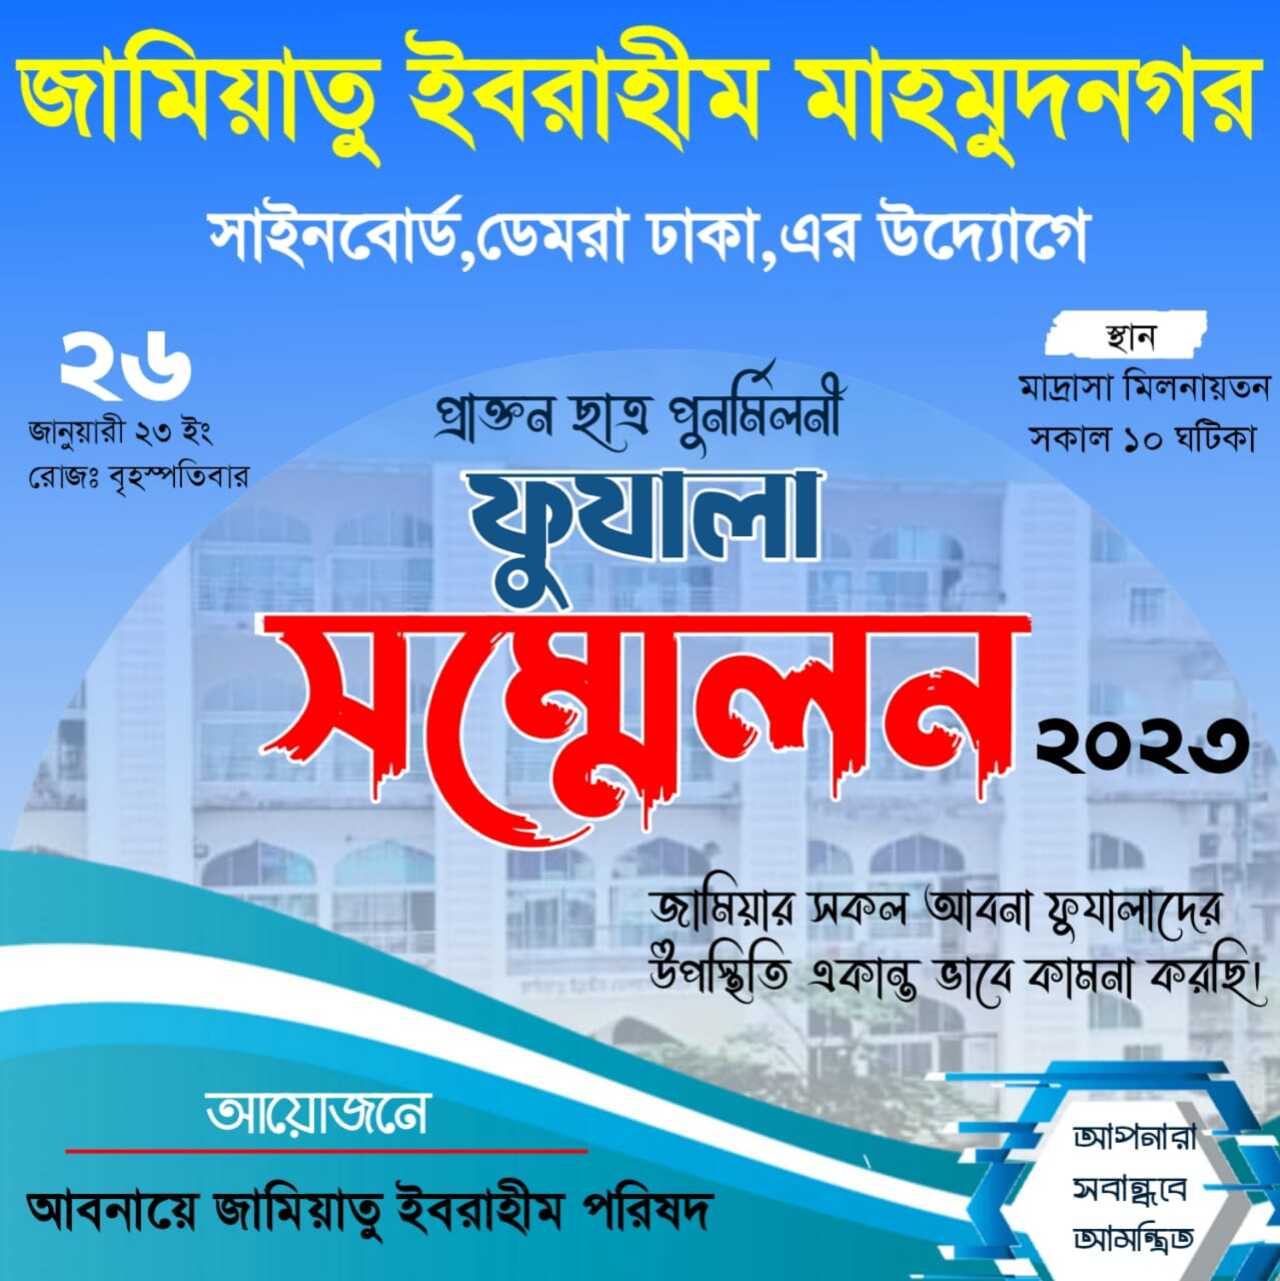 জামিয়াতু ইবরাহীম মাহমুদনগর
সাইনবোর্ড,ডেমরা ঢাকা,এর উদ্যোগে
২৬
জানুয়ারী ২৩ ইং
রোজঃ বৃহস্পতিবার
স্থান
মাদ্রাসা মিলনায়তন
সকাল ১০ ঘটিকা
প্রাক্তন ছাত্র পুনর্মিলনী
ফুযালা
সম্মেলন
২০২৩
জামিয়ার সকল আবনা ফুযালাদের
উপস্থিতি একান্ত ভাবে কামনা করছি।
আয়োজনে
আবনায়ে জামিয়াতু ইবরাহীম পরিষদ
আপনারা
সবান্ধবে
আমন্ত্রিত